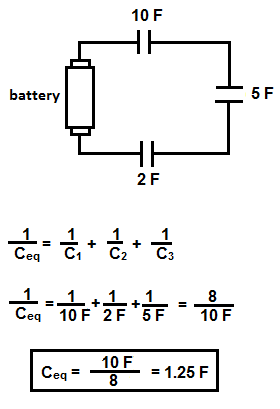 10 F
battery
5 F
2 F
1/Ceq = 1/C1 + 1/C2 + 1/C3
1/Ceq = 1/10 F + 1/2 F + 1/5 F = 8/10 F
Ceq = 10 F/8 = 1.25 F